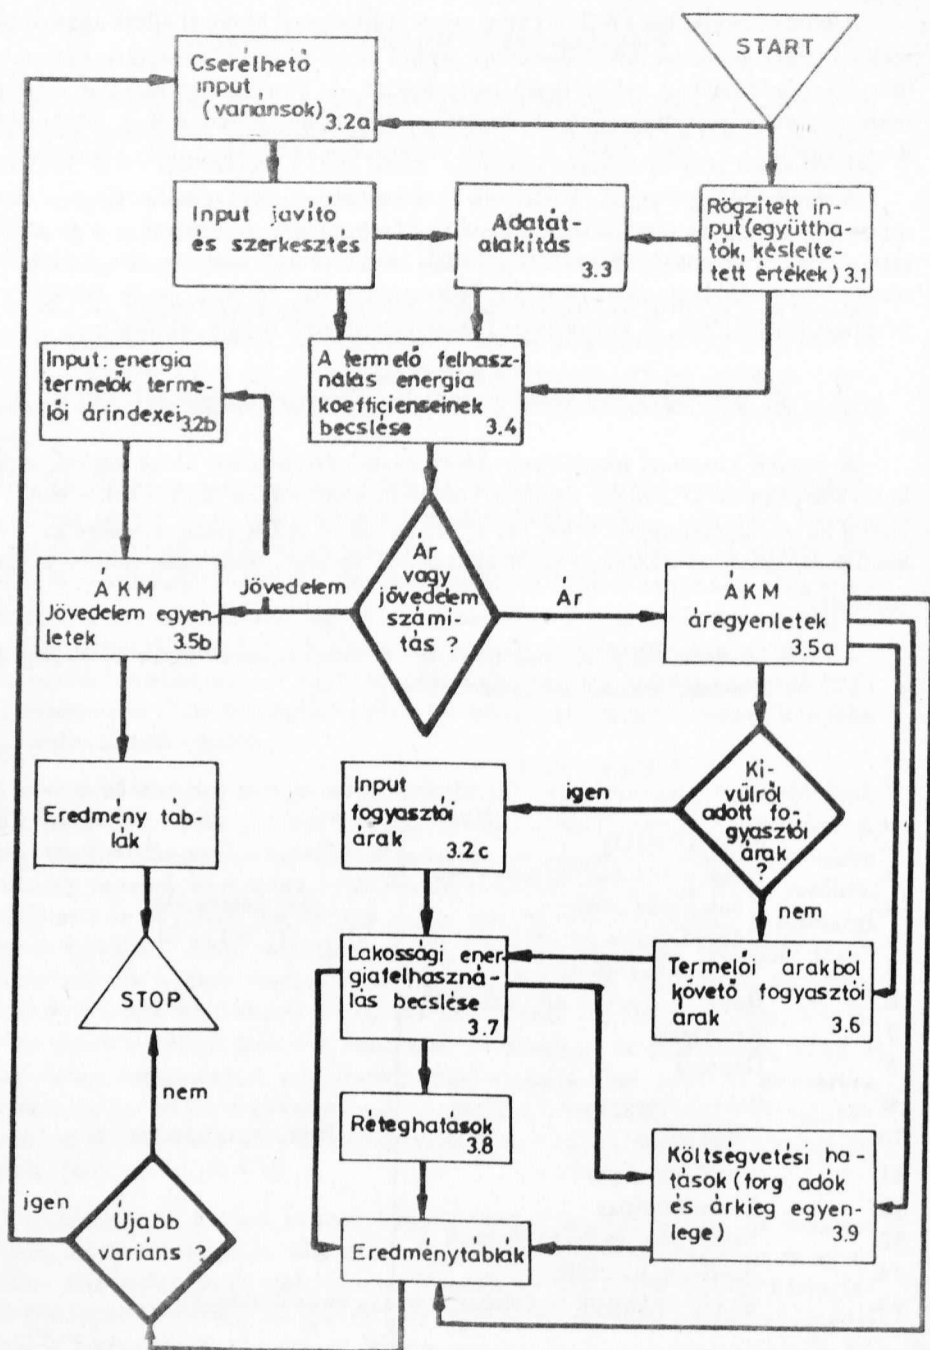 START
Cserélhető
input
(variánsok)
3.2a
Input javító
és szerkesztés
Adatát-
alakítás
3.3
Rögzitett in-
put(együttha-
tók, késlelte-
tett értékek) 3.1
Input: energia
termelők terme-
lői árindexei
3.2b
A termelő felhasz-
nálás energia
koefficienseinek
becslése 3.4
Ár
vagy
jövedelem
számi-
tás ?
Jövedelem
Ár
ÁKM
Jövedelem egyen-
letek
3.5b
ÁKM
áregyenletek
3.5a
Ki-
vülről
adott fo-
gyasztói
árak
?
igen
nem
Input
fogyasztói
árak 3.2c
Eredmény táb-
lák
Lakossági ener-
giafelhaszná-
lás becslése
3.7
Termelői árakból
követő fogyasztói
árak 3.6
STOP
nem
Réteghatások
3.8
Költségvetési ha-
tások (forg adók
és árkieg egyen-
lege) 3.9
igen
Újabb
variáns ?
Eredménytáblák